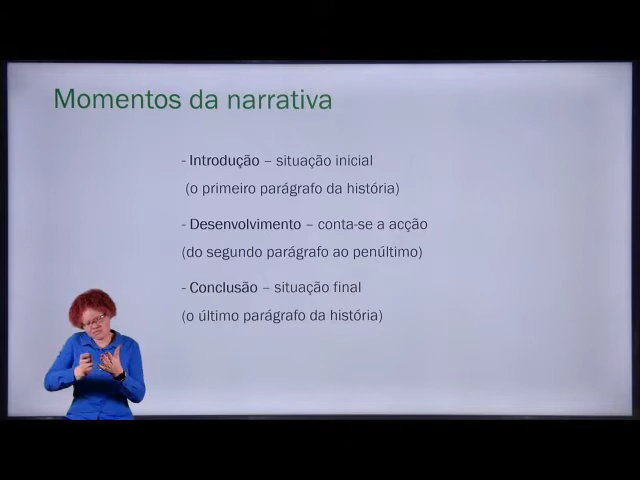 Momentos da narrativa
- Introdução – situação inicial
(o primeiro parágrafo da história)
- Desenvolvimento – conta-se a acção
(do segundo parágrafo ao penúltimo)
- Conclusão – situação final
(o último parágrafo da história)